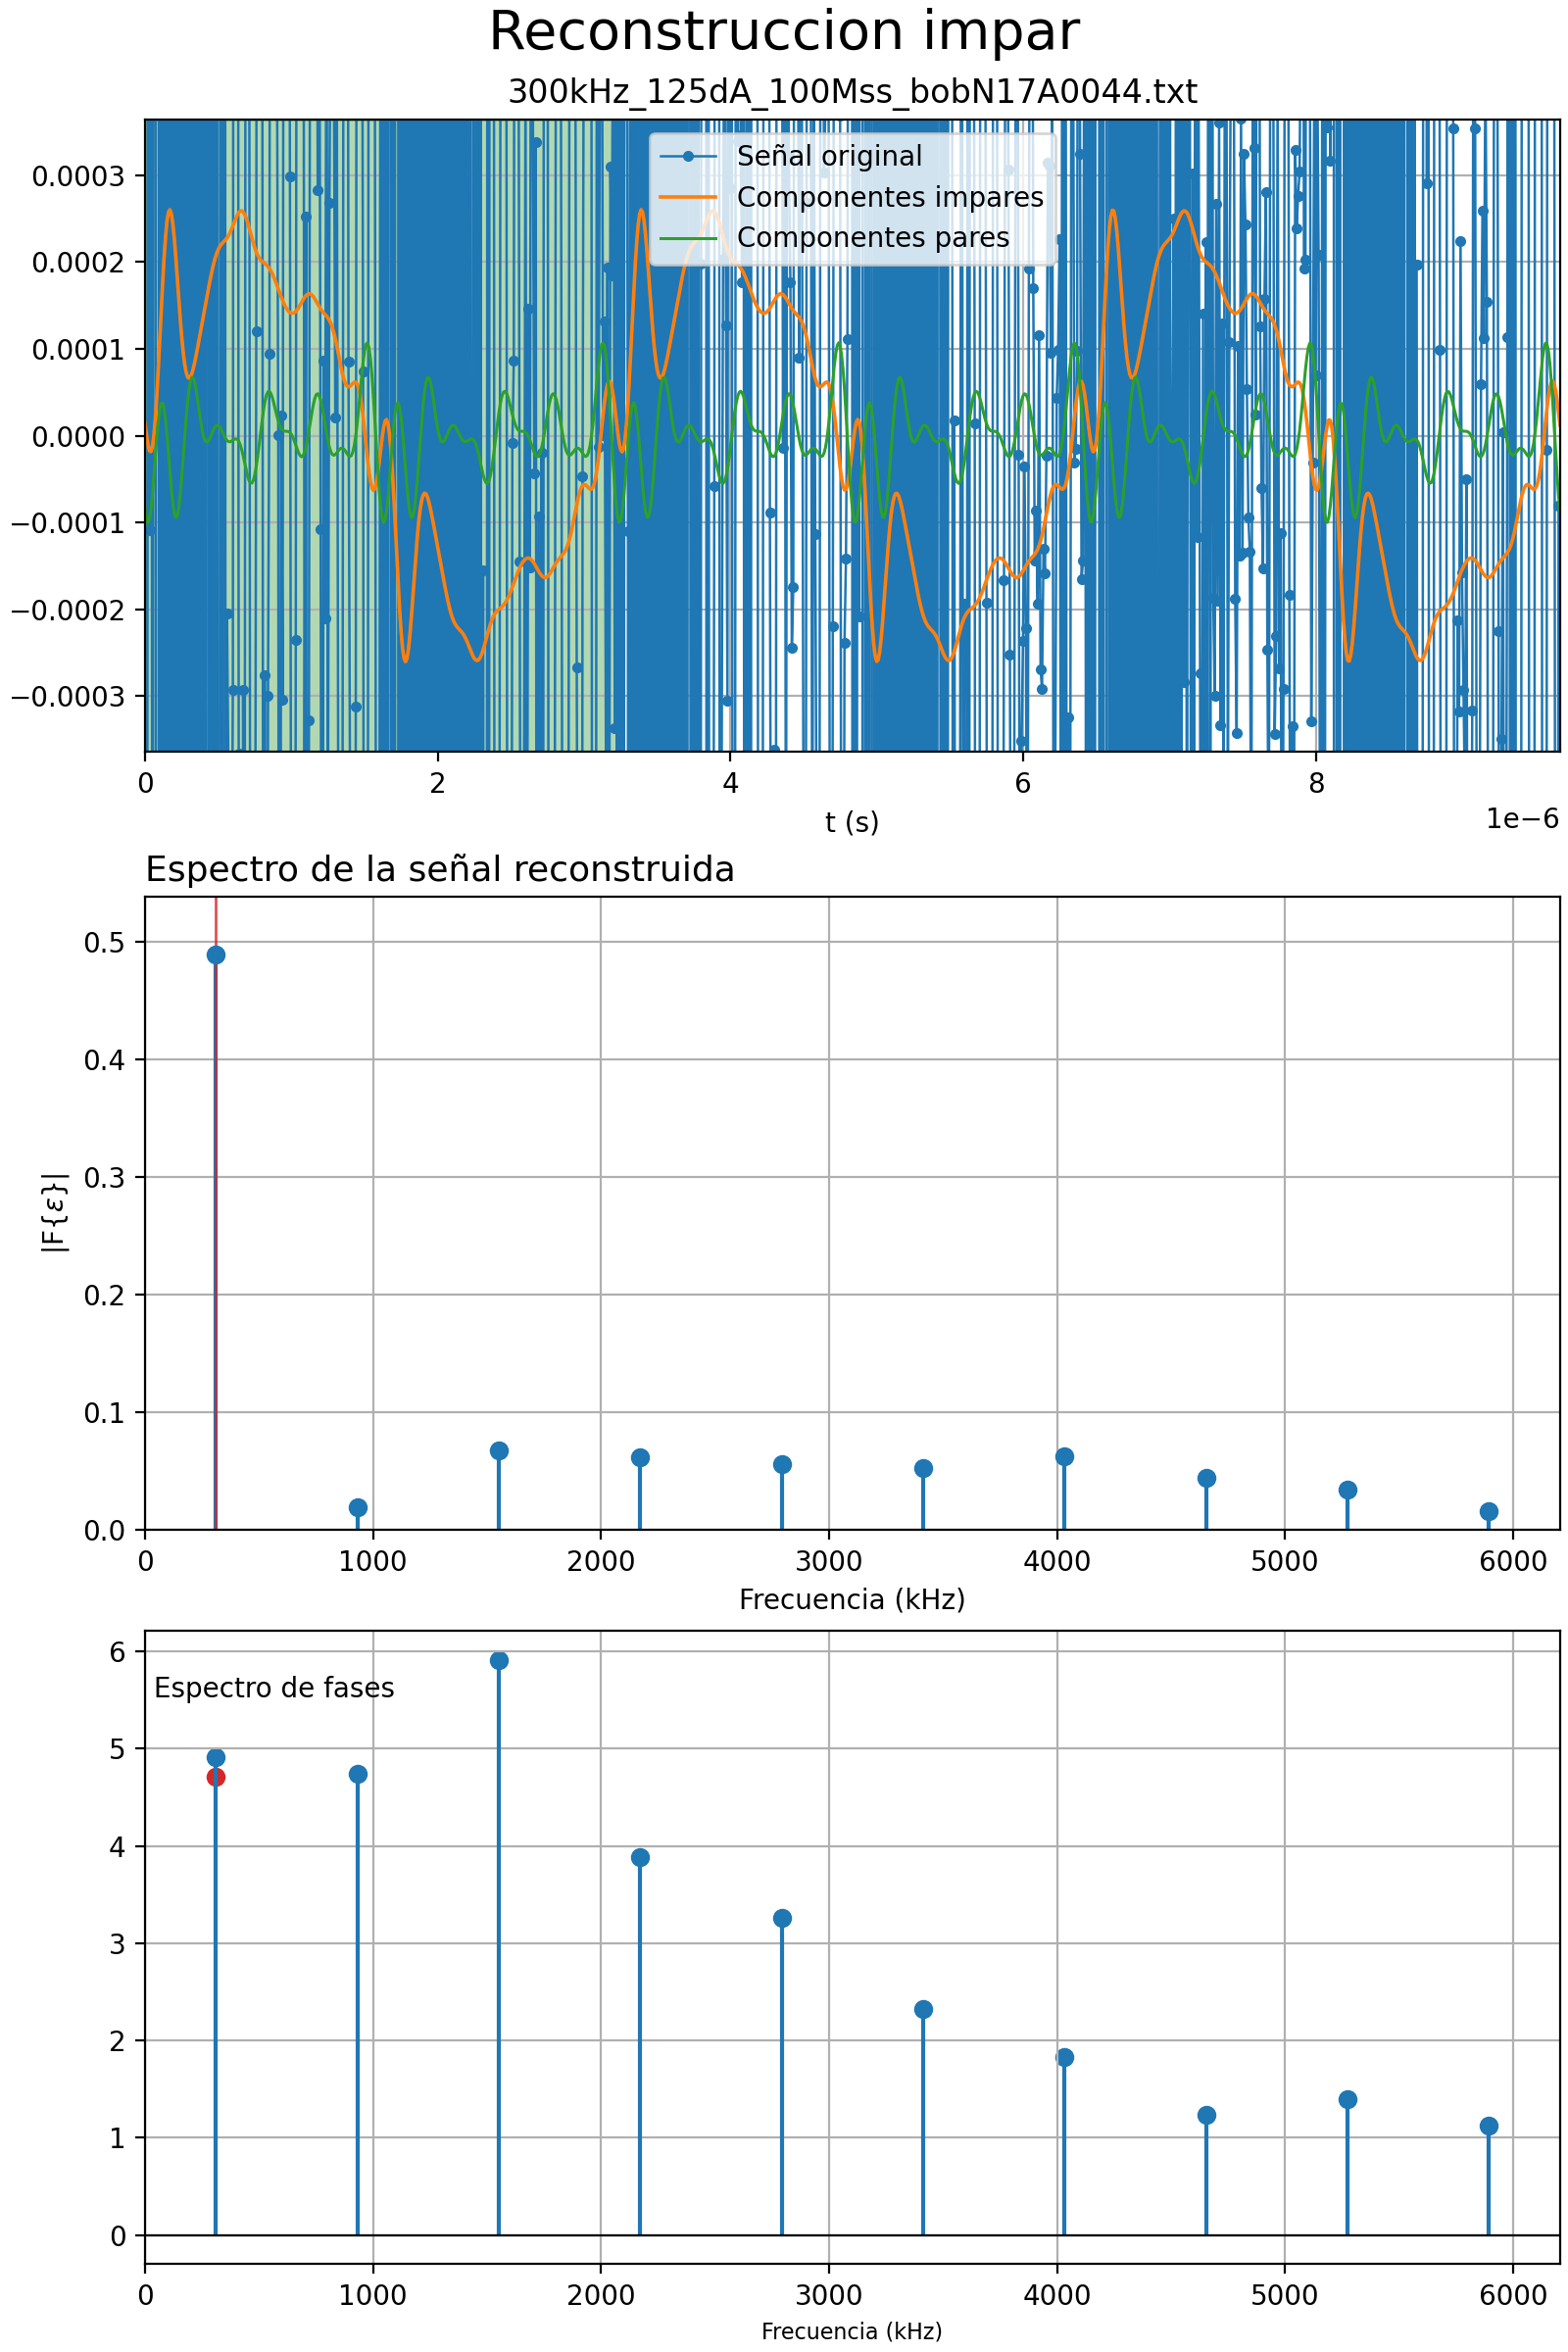 Reconstruccion impar
300kHz_125dA_100Mss_bobN17A0044.txt
Señal original
Componentes impares
Componentes pares
0.0003
0.0002
0.0001
0.0000
−0.0001
−0.0002
−0.0003
0 2 4 6 8
1e−6
t (s)
Espectro de la señal reconstruida
|F{ε}|
0.5
0.4
0.3
0.2
0.1
0.0
0 1000 2000 3000 4000 5000 6000
Frecuencia (kHz)
Espectro de fases
6
5
4
3
2
1
0
0 1000 2000 3000 4000 5000 6000
Frecuencia (kHz)